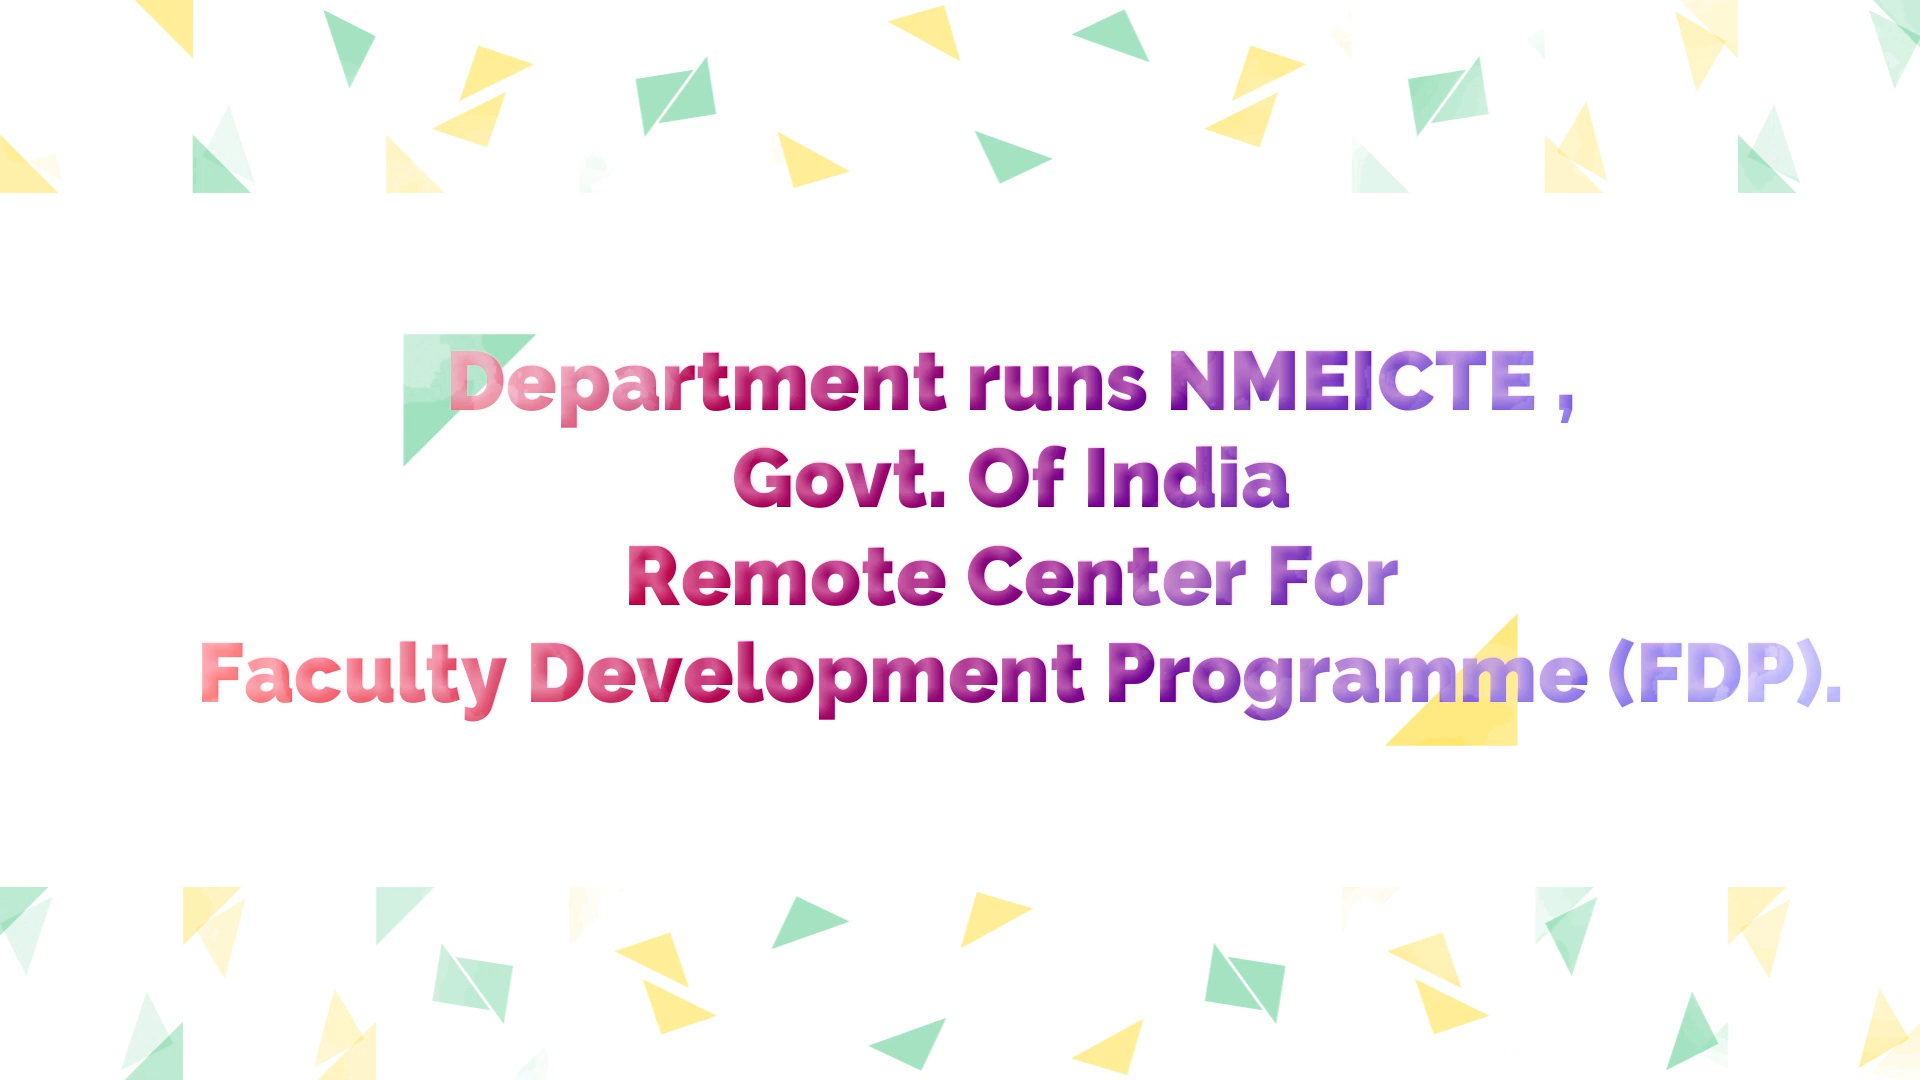 Department runs NMEICTE ,
Govt. Of India
Remote Center For
Faculty Development Programme (FDP).